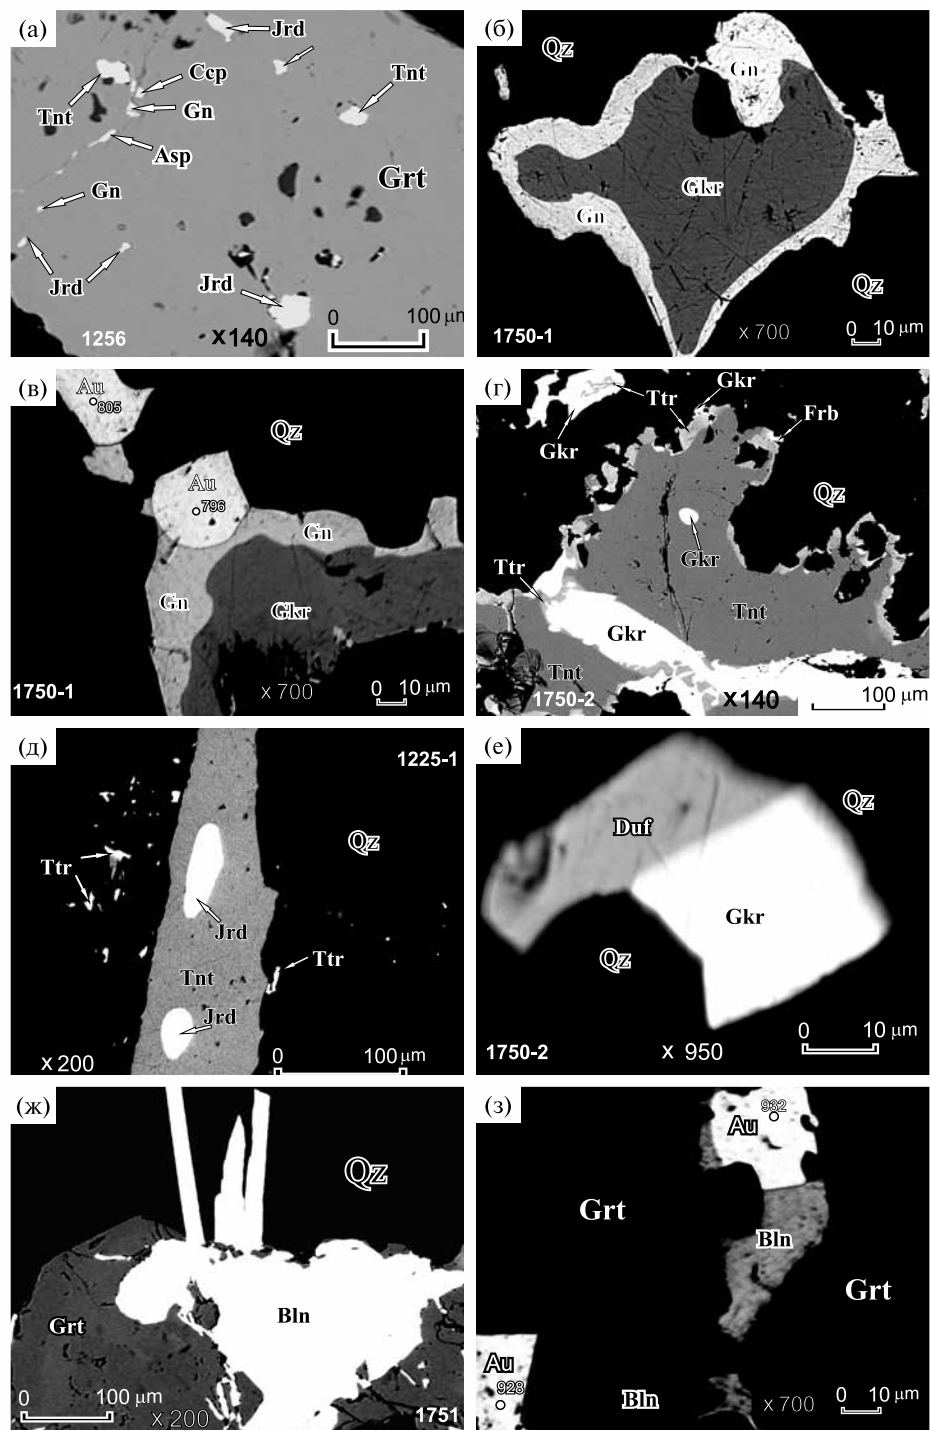 (а)
Jrd
Ccp
Tnt
Tnt
Gn
Asp
Grt
Gn
Jrd
Jrd
0 100 μm
1256
x140
(б)
Qz
Gn
Gkr
Gn
Qz
1750-1
x 700
0 10 μm
(в)
Au
805
Qz
Au
796
Gn
Gn
Gkr
1750-1
x 700
0 10 μm
(г)
Ttr
Gkr
Frb
Gkr
Qz
Gkr
Ttr
Tnt
Gkr
Tnt
1750-2
x140
100 μm
(д)
1225-1
Qz
Ttr
Jrd
Ttr
Tnt
Jrd
x 200
0 100 μm
(е)
Qz
Duf
Gkr
Qz
0 10 μm
1750-2
x 950
(ж)
Qz
Bln
Grt
0 100 μm
x 200
1751
(з)
932
Au
Grt
Bln
Grt
Au
928
Bln
x 700
0 10 μm